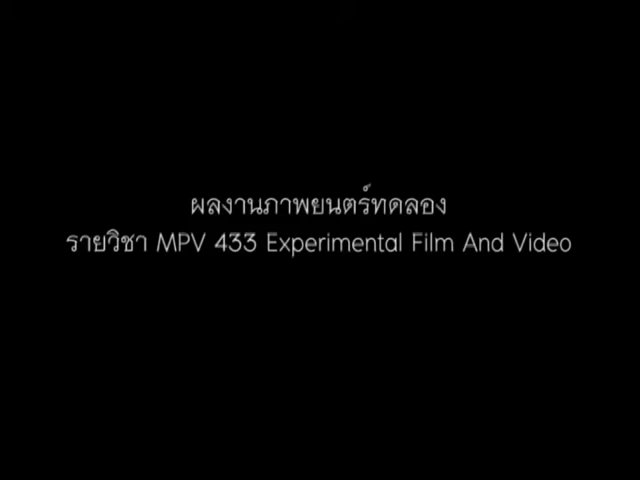 ผลงานภาพยนตร์ทดลอง
รายวิชา MPV 433 Experimental Film And Video